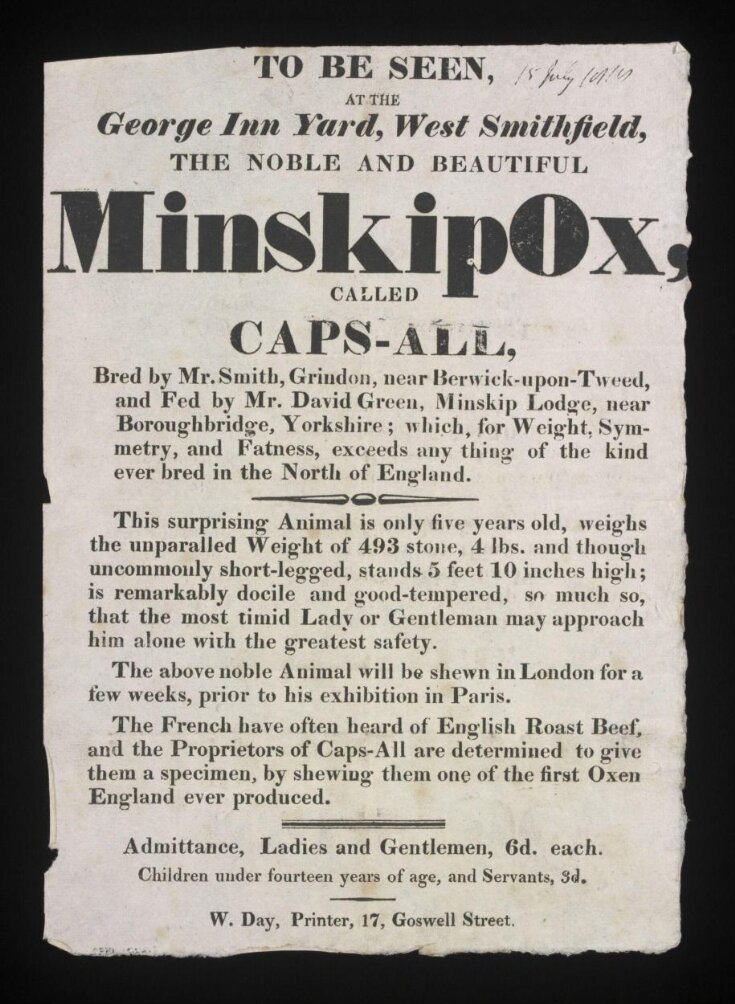 TO BE SEEN, 15 July
AT THE
George Inn Yard, West Smithfield,
THE NOBLE AND BEAUTIFUL
Minskip Ox,
CALLED
CAPS-ALL,
Bred by Mr. Smith, Grindon, near Berwick-upon-Tweed,
and Fed by Mr. David Green, Minskip Lodge, near
Boroughbridge, Yorkshire; which, for Weight, Sym-
metry, and Fatness, exceeds any thing of the kind
ever bred in the North of England.
This surprising Animal is only five years old, weighs
the unparalled Weight of 493 stone, 4 lbs. and though
uncommonly short-legged, stands 5 feet 10 inches high;
is remarkably docile and good-tempered, so much so,
that the most timid Lady or Gentleman may approach
him alone with the greatest safety.
The above noble Animal will be shewn in London for a
few weeks, prior to his exhibition in Paris.
The French have often heard of English Roast Beef,
and the Proprietors of Caps-All are determined to give
them a specimen, by shewing them one of the first Oxen
England ever produced.
Admittance, Ladies and Gentlemen, 6d. each.
Children under fourteen years of age, and Servants, 3d.
W. Day, Printer, 17, Goswell Street.